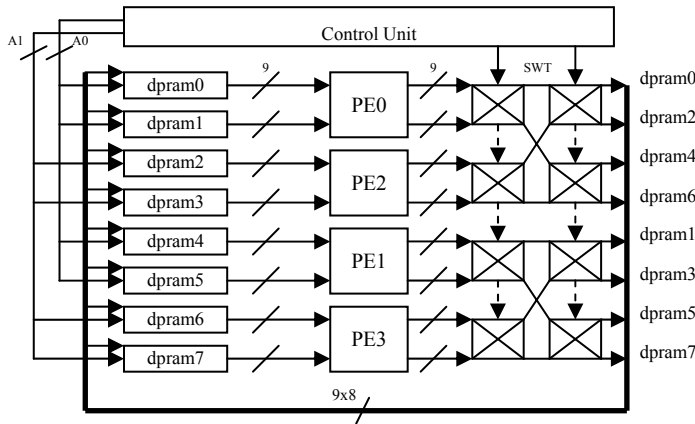 A1
A0
Control Unit
9
9
SWT
dpram0
dpram0
PE0
dpram1
dpram2
dpram2
dpram4
PE2
dpram3
dpram6
dpram4
dpram1
PE1
dpram5
dpram3
dpram6
dpram5
PE3
dpram7
dpram7
9x8